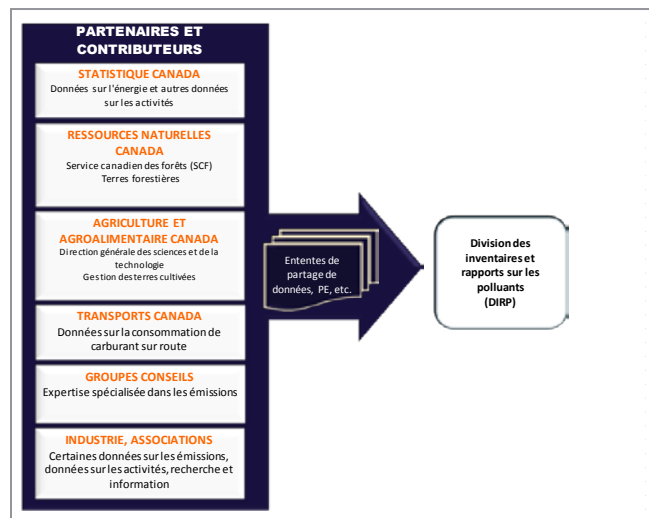 PARTENAIRES ET
CONTRIBUTEURS
STATISTIQUE CANADA
Données sur l'énergie et autres données
sur les activités
RESSOURCES NATURELLES
CANADA
Service canadien des forêts (SCF)
Terres forestières
AGRICULTURE ET
AGROALIMENTAIRE CANADA
Direction générale des sciences et de la
technologie
Gestion des terres cultivées
TRANSPORTS CANADA
Données sur la consommation de
carburant sur route
GROUPES CONSEILS
Expertise spécialisée dans les émissions
INDUSTRIE, ASSOCIATIONS
Certaines données sur les émissions,
données sur les activités, recherche et
information
Ententes de
partage de
données, PE, etc.
Division des
inventaires et
rapports sur les
polluants
(DIRP)